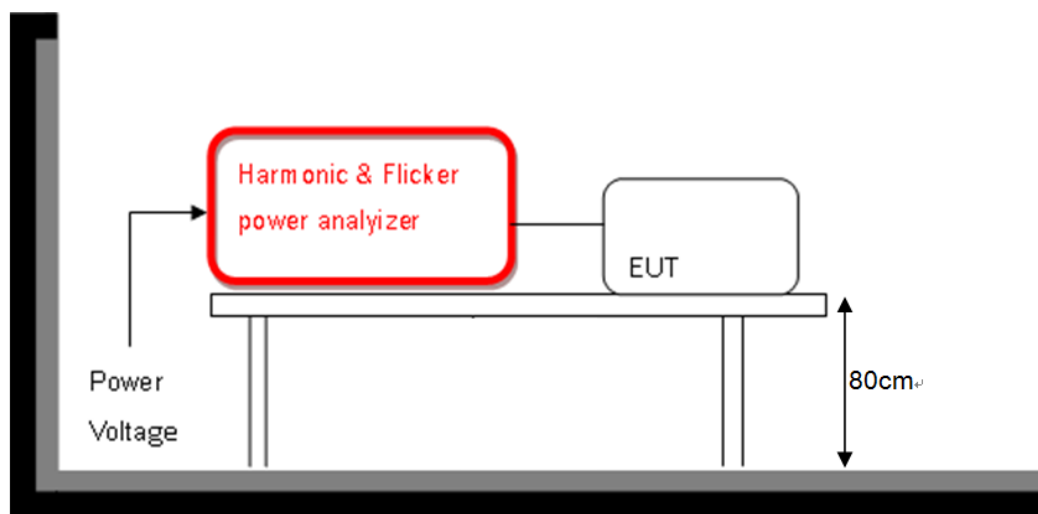 Harmonic & Flicker
power analyizer
EUT
Power
Voltage
80cm↵